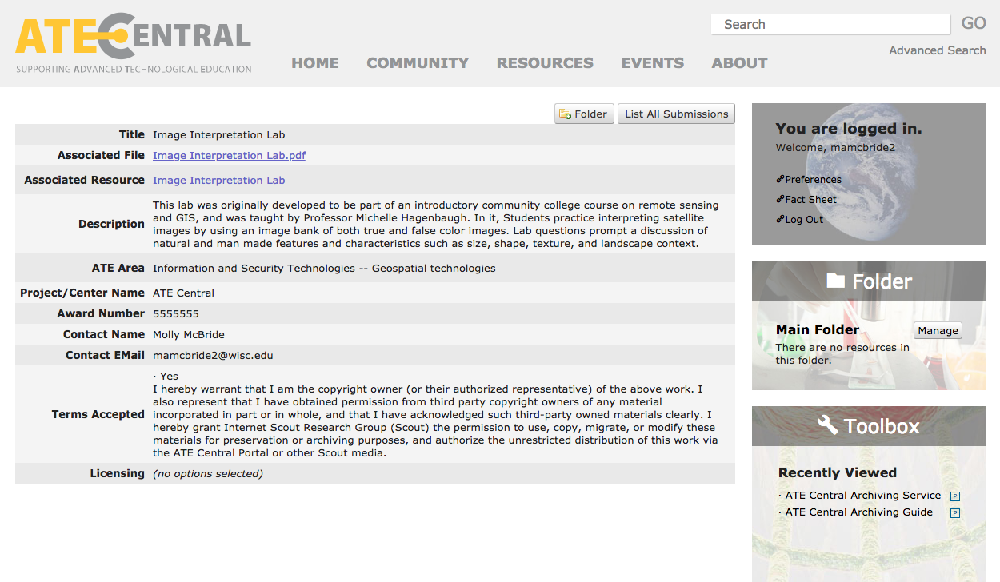 ATECENTRAL
SUPPORTING ADVANCED TECHNOLOGICAL EDUCATION
Search
GO
Advanced Search
HOME COMMUNITY RESOURCES EVENTS ABOUT
Folder List All Submissions
Title Image Interpretation Lab
Associated File Image Interpretation Lab.pdf
Associated Resource Image Interpretation Lab
Description
This lab was originally developed to be part of an introductory community college course on remote sensing
and GIS, and was taught by Professor Michelle Hagenbaugh. In it, Students practice interpreting satellite
images by using an image bank of both true and false color images. Lab questions prompt a discussion of
natural and man made features and characteristics such as size, shape, texture, and landscape context.
ATE Area Information and Security Technologies -- Geospatial technologies
Project/Center Name ATE Central
Award Number 5555555
Contact Name Molly McBride
Contact EMail mamcbride2@wisc.edu
Terms Accepted
· Yes
I hereby warrant that I am the copyright owner (or their authorized representative) of the above work. I
also represent that I have obtained permission from third party copyright owners of any material
incorporated in part or in whole, and that I have acknowledged such third-party owned materials clearly. I
hereby grant Internet Scout Research Group (Scout) the permission to use, copy, migrate, or modify these
materials for preservation or archiving purposes, and authorize the unrestricted distribution of this work via
the ATE Central Portal or other Scout media.
Licensing (no options selected)
You are logged in.
Welcome, mamcbride2
Preferences
Fact Sheet
Log Out
Folder
Main Folder Manage
There are no resources in
this folder.
Toolbox
Recently Viewed
· ATE Central Archiving Service P
· ATE Central Archiving Guide P